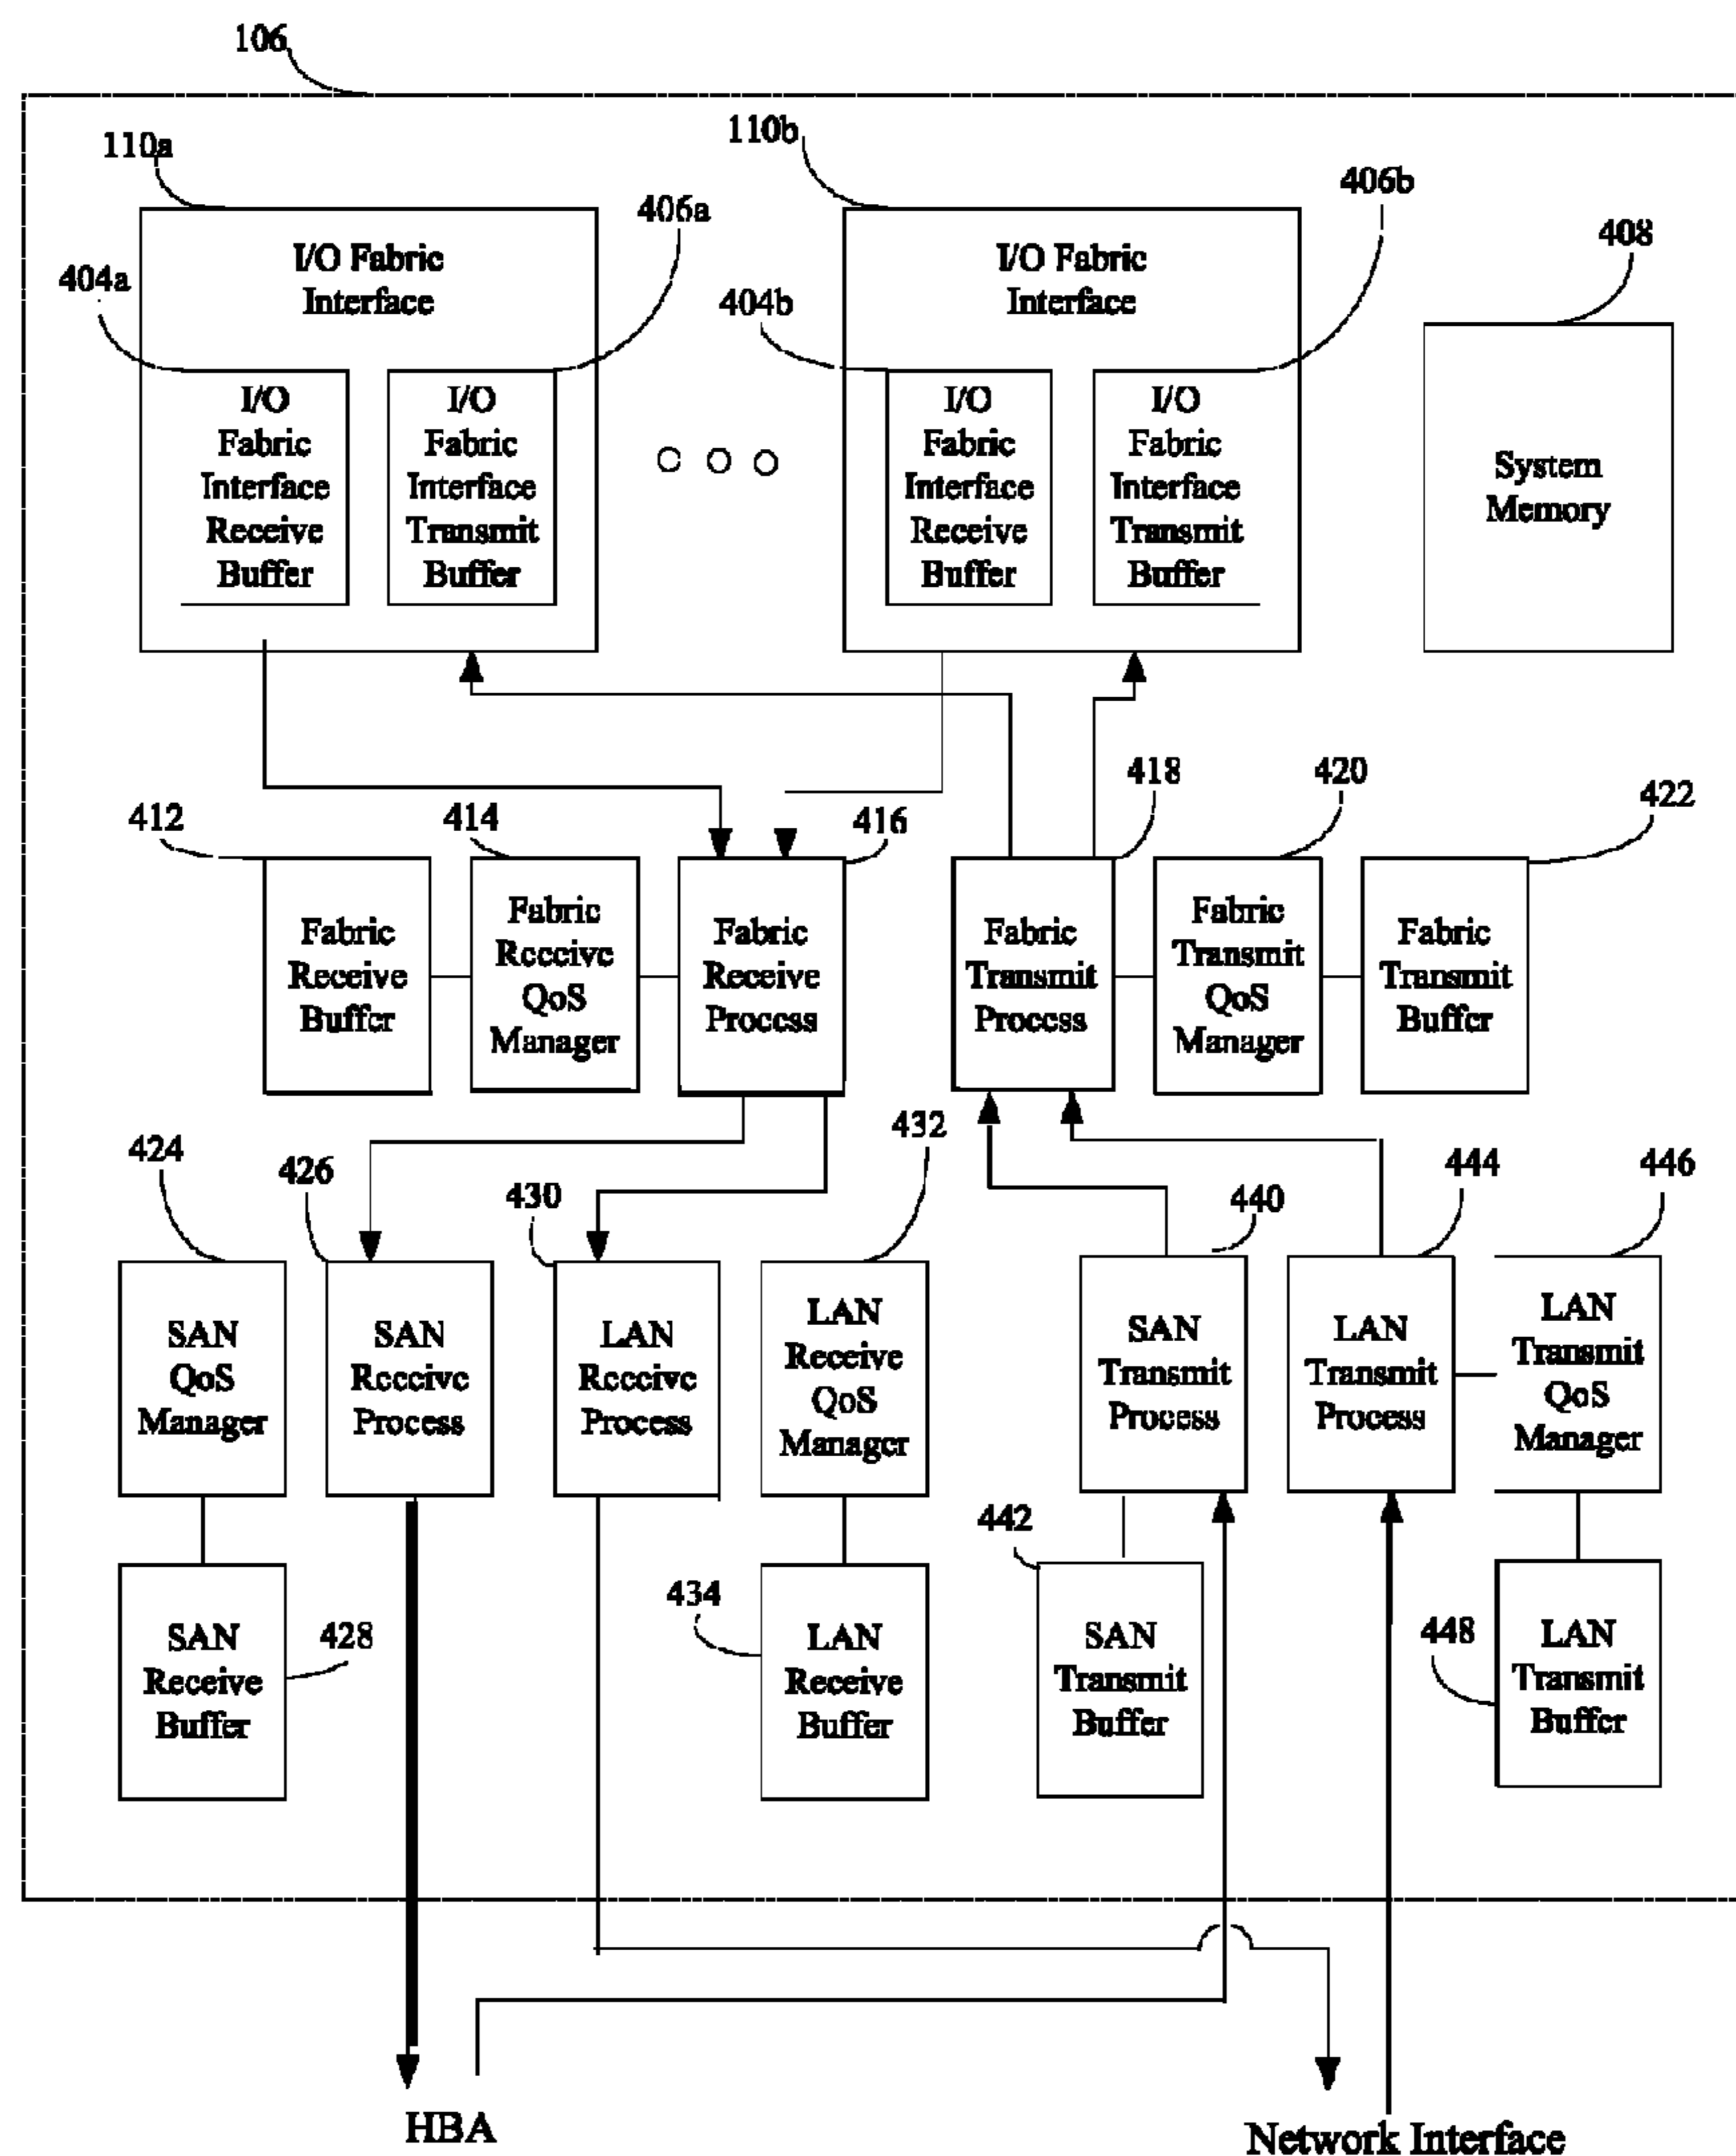 106
110a
110b
406a
406b
408
404a
404b
I/O Fabric
Interface
I/O Fabric
Interface
I/O
Fabric
Interface
Receive
Buffer
I/O
Fabric
Interface
Transmit
Buffer
I/O
Fabric
Interface
Receive
Buffer
I/O
Fabric
Interface
Transmit
Buffer
System
Memory
412
414
416
418
420
422
Fabric
Receive
Buffer
Fabric
Receive
QoS
Manager
Fabric
Receive
Process
Fabric
Transmit
Process
Fabric
Transmit
QoS
Manager
Fabric
Transmit
Buffer
424
426
430
432
440
444
446
SAN
QoS
Manager
SAN
Receive
Process
LAN
Receive
Process
LAN
Receive
QoS
Manager
SAN
Transmit
Process
LAN
Transmit
Process
LAN
Transmit
QoS
Manager
428
434
442
448
SAN
Receive
Buffer
LAN
Receive
Buffer
SAN
Transmit
Buffer
LAN
Transmit
Buffer
HBA
Network Interface